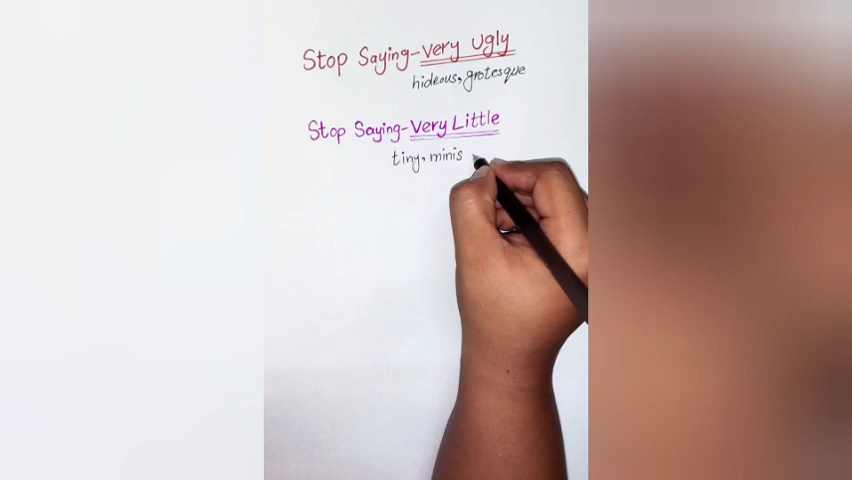 Stop Saying-Very Ugly
hideous, grotesque
Stop Saying-Very Little
tiny, minis